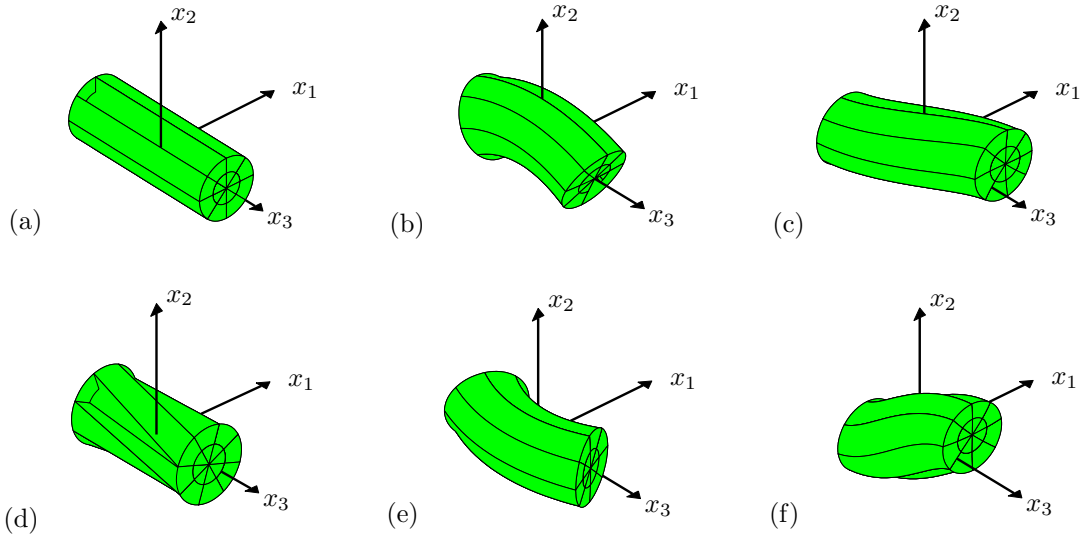 x₂ x₂ x₂
x₁ x₁ x₁
x₃ x₃ x₃
(a) (b) (c)
x₂ x₂ x₂
x₁ x₁ x₁
x₃ x₃ x₃
(d) (e) (f)